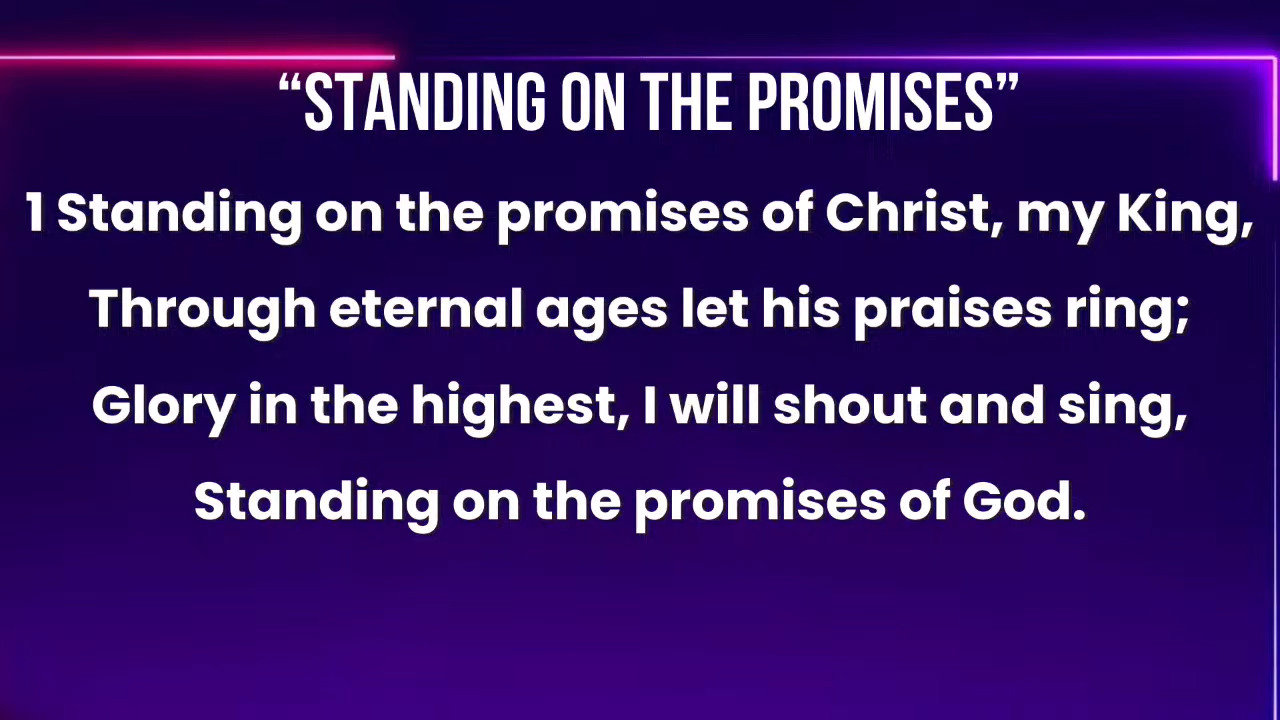 “STANDING ON THE PROMISES”
1 Standing on the promises of Christ, my King,
Through eternal ages let his praises ring;
Glory in the highest, I will shout and sing,
Standing on the promises of God.